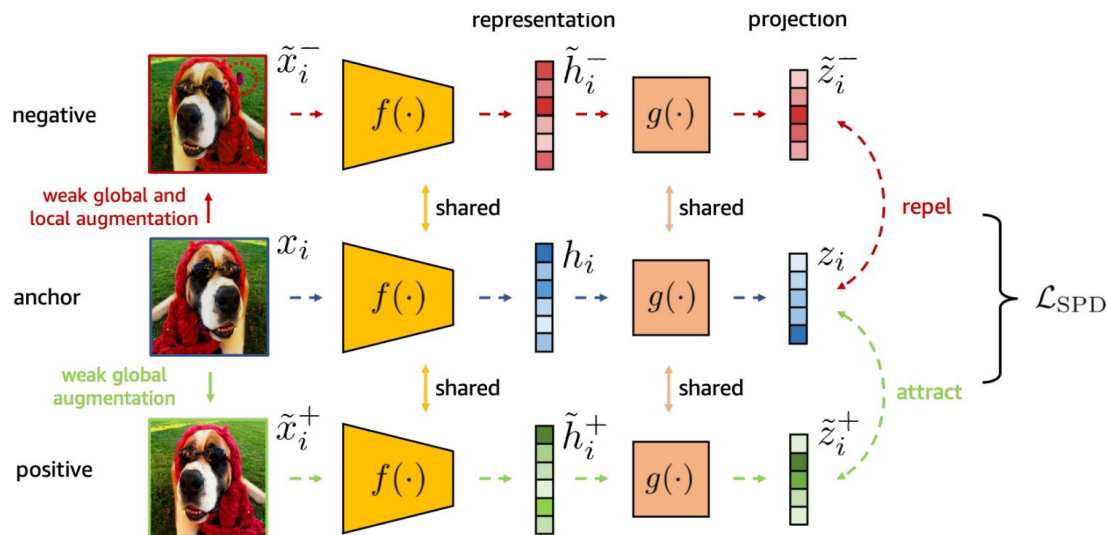 representation
projection
negative
x̃ᵢ⁻
f(·)
h̃ᵢ⁻
g(·)
z̃ᵢ⁻
weak global and
local augmentation
shared
shared
repel
anchor
xᵢ
f(·)
hᵢ
g(·)
zᵢ
ℒ_SPD
weak global
augmentation
shared
shared
attract
positive
x̃ᵢ⁺
f(·)
h̃ᵢ⁺
g(·)
z̃ᵢ⁺